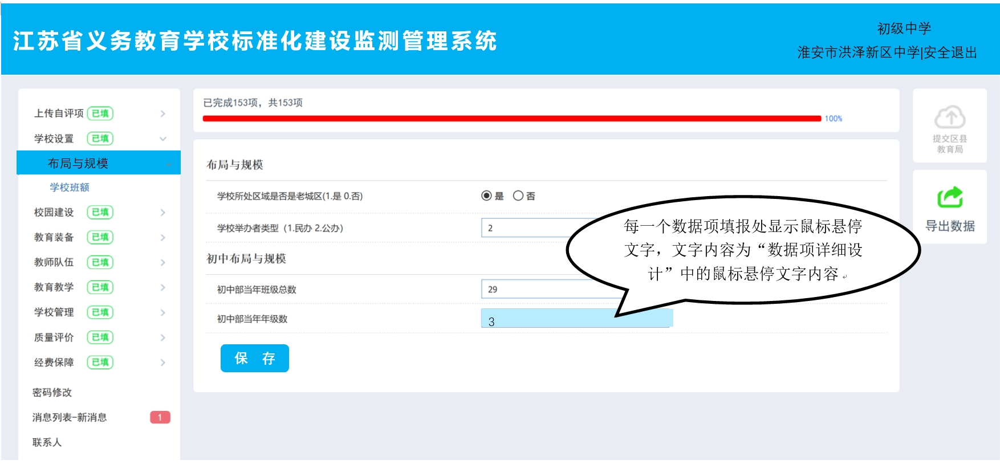 江苏省义务教育学校标准化建设监测管理系统
初级中学
淮安市洪泽新区中学|安全退出
上传自评项 已填
学校设置 已填
布局与规模
学校班额
校园建设 已填
教育装备 已填
教师队伍 已填
教育教学 已填
学校管理 已填
质量评价 已填
经费保障 已填
密码修改
消息列表-新消息 1
联系人
已完成153项，共153项
100%
布局与规模
学校所处区域是否是老城区(1.是 0.否) 是 否
学校举办者类型（1.民办 2.公办） 2
初中布局与规模
初中部当年班级总数 29
初中部当年年级数 3
保 存
每一个数据项填报处显示鼠标悬停
文字，文字内容为“数据项详细设
计”中的鼠标悬停文字内容
提交区县
教育局
导出数据